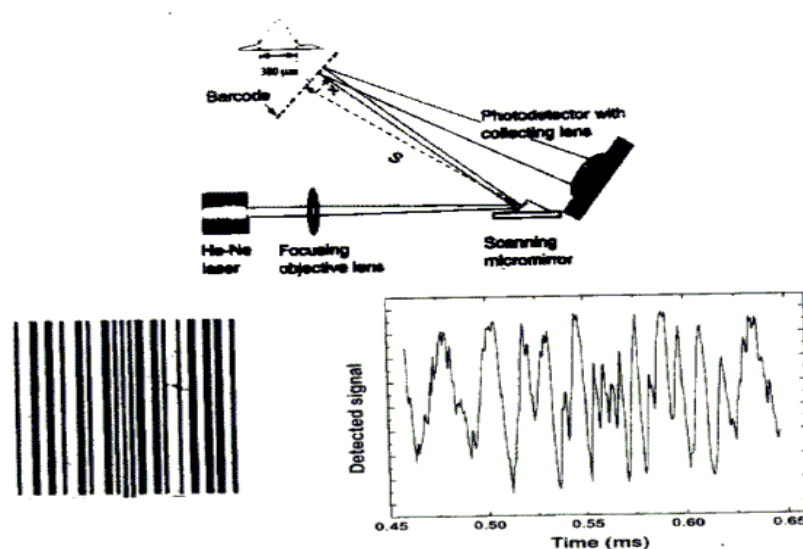 380 µm
Barcode
Photodetector with
collecting lens
S
He-Ne
laser
Focusing
objective lens
Scanning
micromirror
Detected signal
0.45
0.50
0.55
0.60
0.65
Time (ms)